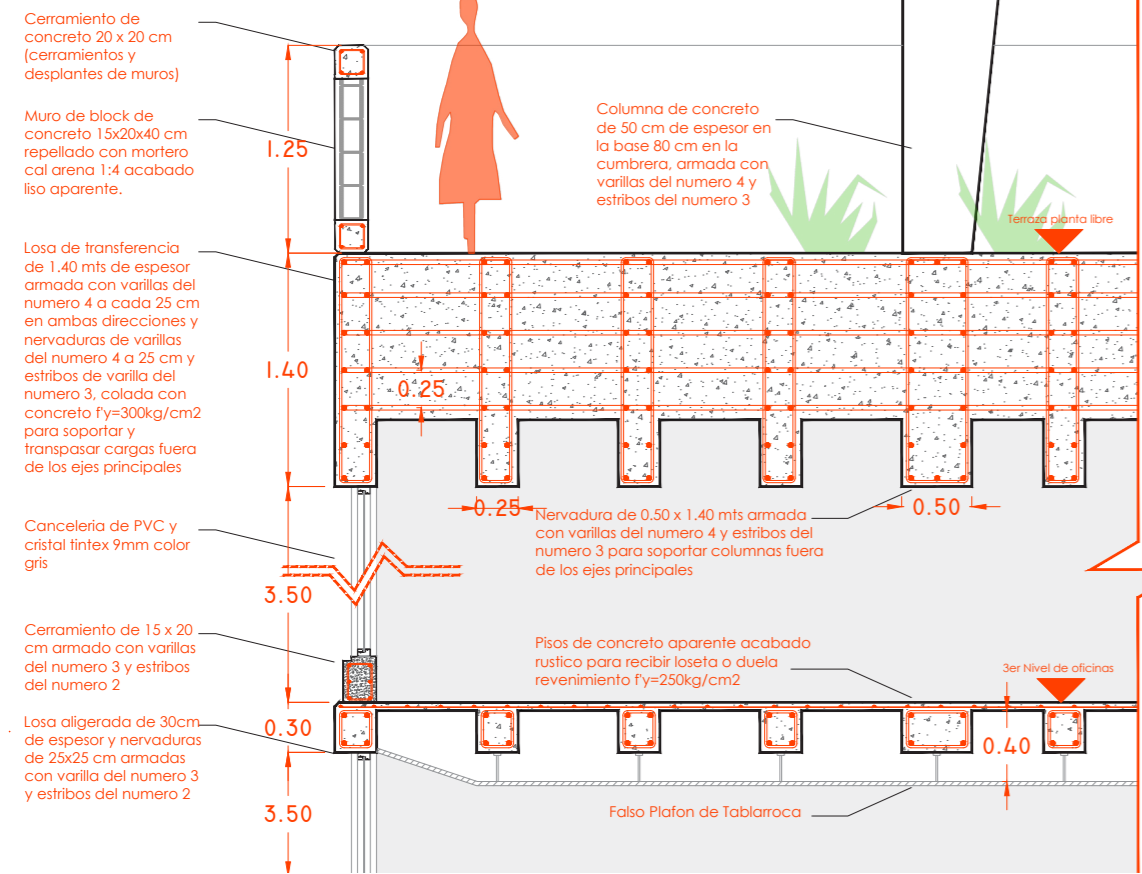 Cerramiento de
concreto 20 x 20 cm
(cerramientos y
desplantes de muros)
Muro de block de
concreto 15x20x40 cm
repellado con mortero
cal arena 1:4 acabado
liso aparente.
Losa de transferencia
de 1.40 mts de espesor
armada con varillas del
numero 4 a cada 25 cm
en ambas direcciones y
nervaduras de varillas
del numero 4 a 25 cm y
estribos de varilla del
numero 3, colada con
concreto f'y=300kg/cm2
para soportar y
transpasar cargas fuera
de los ejes principales
Canceleria de PVC y
cristal tintex 9mm color
gris
Cerramiento de 15 x 20
cm armado con varillas
del numero 3 y estribos
del numero 2
Losa aligerada de 30cm
de espesor y nervaduras
de 25x25 cm armadas
con varilla del numero 3
y estribos del numero 2
1.25
1.40
3.50
0.30
3.50
Columna de concreto
de 50 cm de espesor en
la base 80 cm en la
cumbrera, armada con
varillas del numero 4 y
estribos del numero 3
Terraza planta libre
0.25
0.25
0.50
Nervadura de 0.50 x 1.40 mts armada
con varillas del numero 4 y estribos del
numero 3 para soportar columnas fuera
de los ejes principales
Pisos de concreto aparente acabado
rustico para recibir loseta o duela
revenimiento f'y=250kg/cm2
3er Nivel de oficinas
0.40
Falso Plafon de Tablarroca